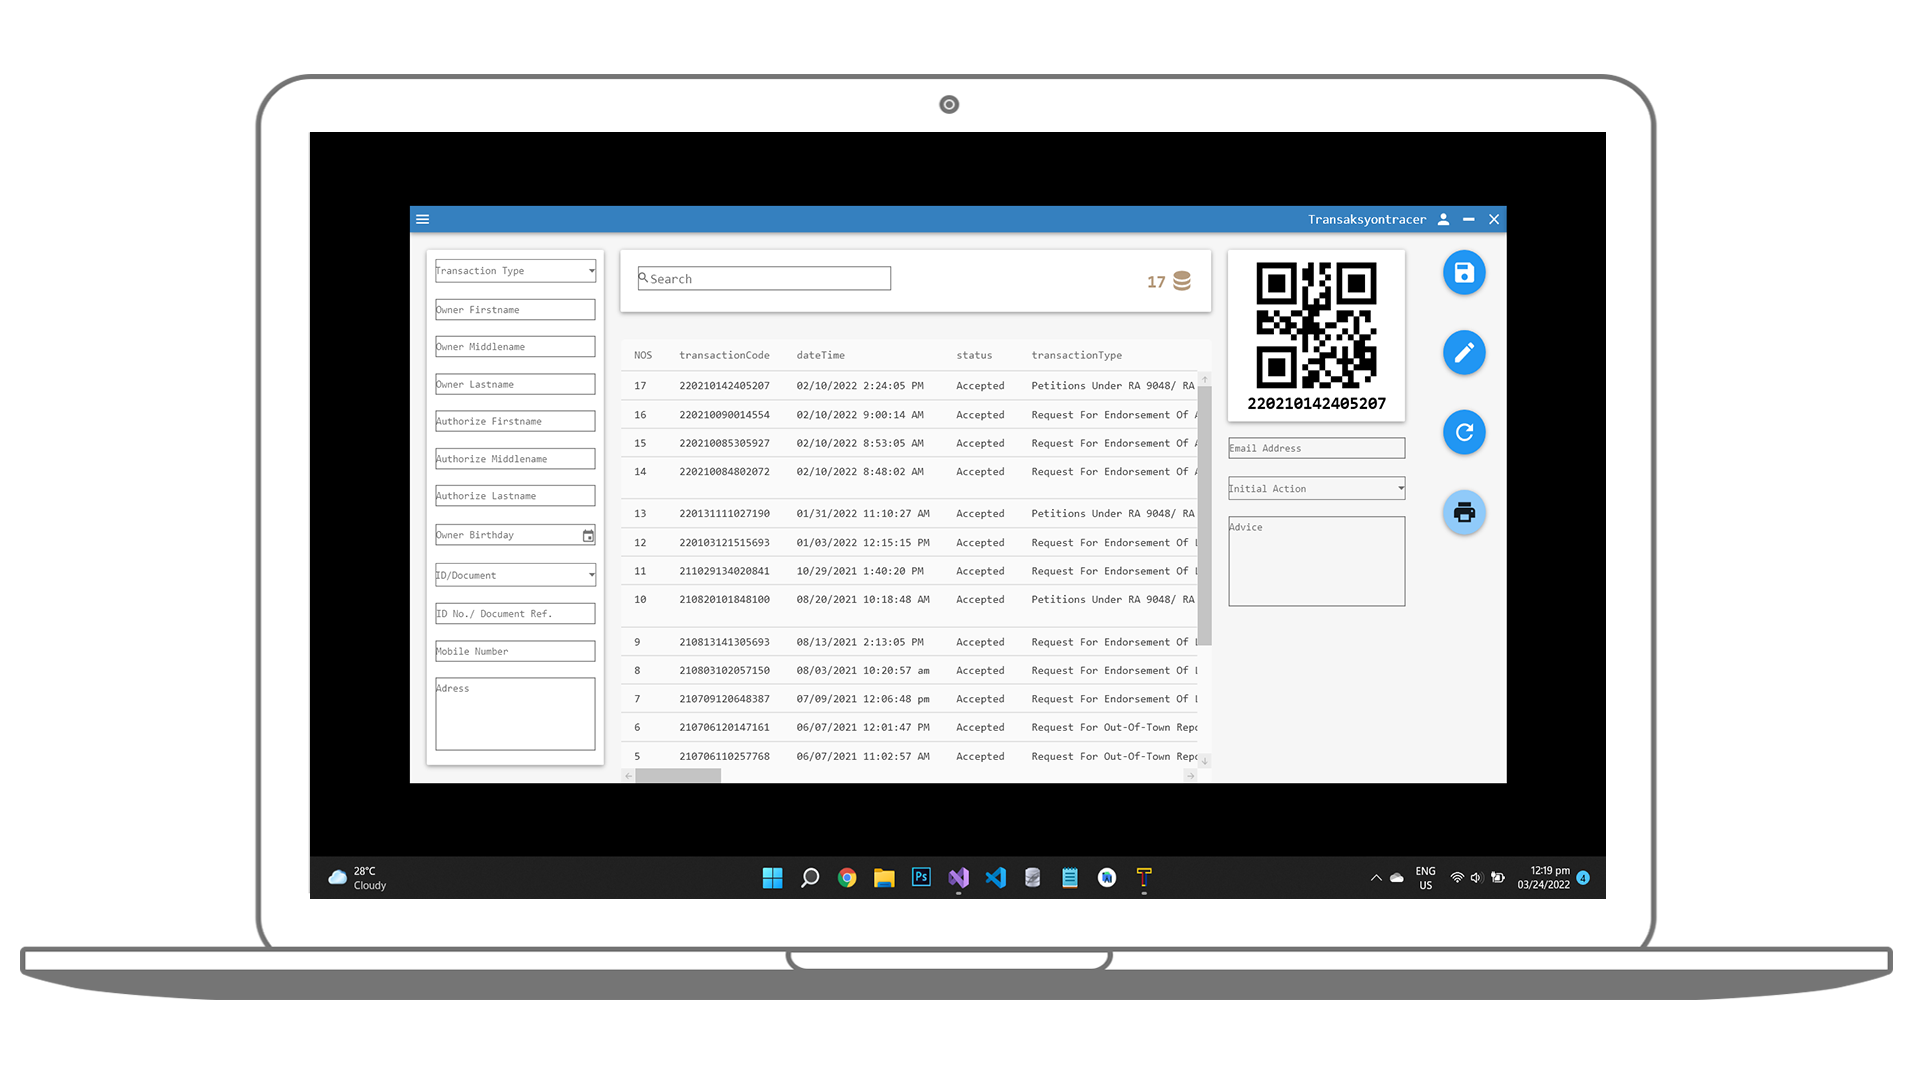 Transaksyontracer
Transaction Type
Owner Firstname
Owner Middlename
Owner Lastname
Authorize Firstname
Authorize Middlename
Authorize Lastname
Owner Birthday
ID/Document
ID No./ Document Ref.
Mobile Number
Adress
Search
17
NOS transactionCode dateTime status transactionType
17 220210142405207 02/10/2022 2:24:05 PM Accepted Petitions Under RA 9048/ RA
16 220210090014554 02/10/2022 9:00:14 AM Accepted Request For Endorsement Of A
15 220210085305927 02/10/2022 8:53:05 AM Accepted Request For Endorsement Of A
14 220210084802072 02/10/2022 8:48:02 AM Accepted Request For Endorsement Of A
13 220131111027190 01/31/2022 11:10:27 AM Accepted Petitions Under RA 9048/ RA
12 220103121515693 01/03/2022 12:15:15 PM Accepted Request For Endorsement Of L
11 211029134020841 10/29/2021 1:40:20 PM Accepted Request For Endorsement Of L
10 210820101848100 08/20/2021 10:18:48 AM Accepted Petitions Under RA 9048/ RA
9 210813141305693 08/13/2021 2:13:05 PM Accepted Request For Endorsement Of L
8 210803102057150 08/03/2021 10:20:57 am Accepted Request For Endorsement Of L
7 210709120648387 07/09/2021 12:06:48 pm Accepted Request For Endorsement Of L
6 210706120147161 06/07/2021 12:01:47 PM Accepted Request For Out-Of-Town Repo
5 210706110257768 06/07/2021 11:02:57 AM Accepted Request For Out-Of-Town Repo
220210142405207
Email Address
Initial Action
Advice
28°C
Cloudy
Ps
T
ENG
US
12:19 pm
03/24/2022
4